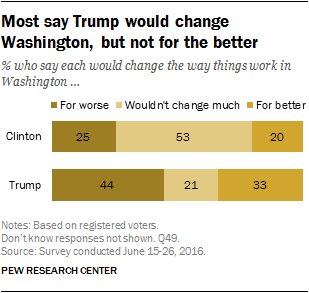 Most say Trump would change
Washington, but not for the better
% who say each would change the way things work in
Washington ...
For worse Wouldn't change much For better
Clinton 25 53 20
Trump 44 21 33
Notes: Based on registered voters.
Don't know responses not shown. Q49.
Source: Survey conducted June 15-26, 2016.
PEW RESEARCH CENTER